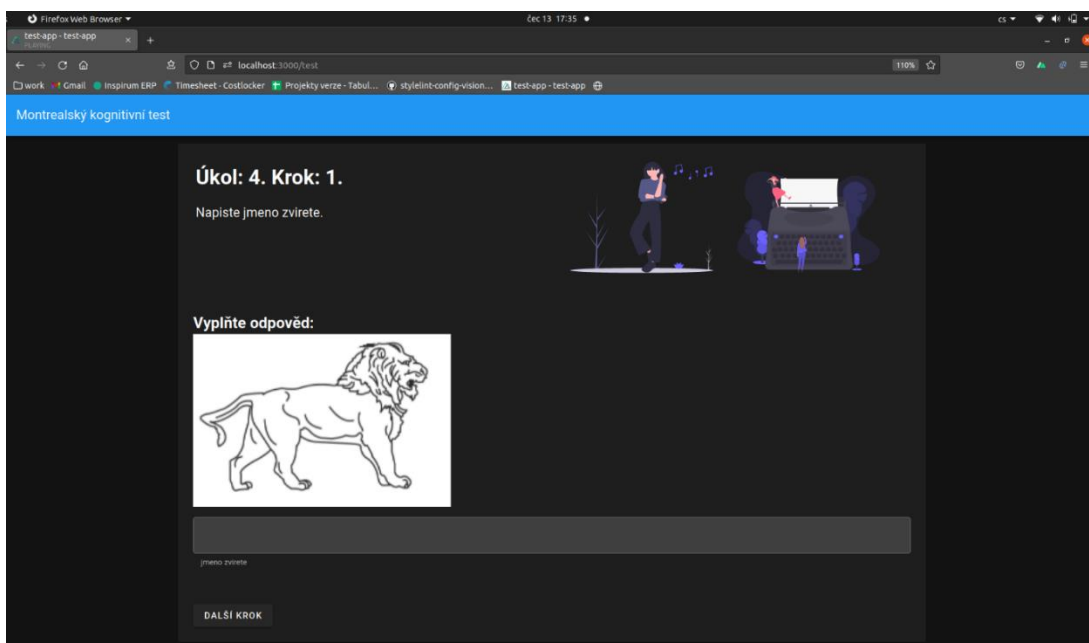 Firefox Web Browser
čec 13 17:35
cs
test-app - test-app
PLAYING
localhost:3000/test
110%
work
Gmail
Inspirum ERP
Timesheet - Costlocker
Projekty verze - Tabul...
stylelint-config-vision...
test-app - test-app
Montrealský kognitivní test
Úkol: 4. Krok: 1.
Napiste jmeno zvirete.
Vyplňte odpověd:
jmeno zvirete
DALŠÍ KROK